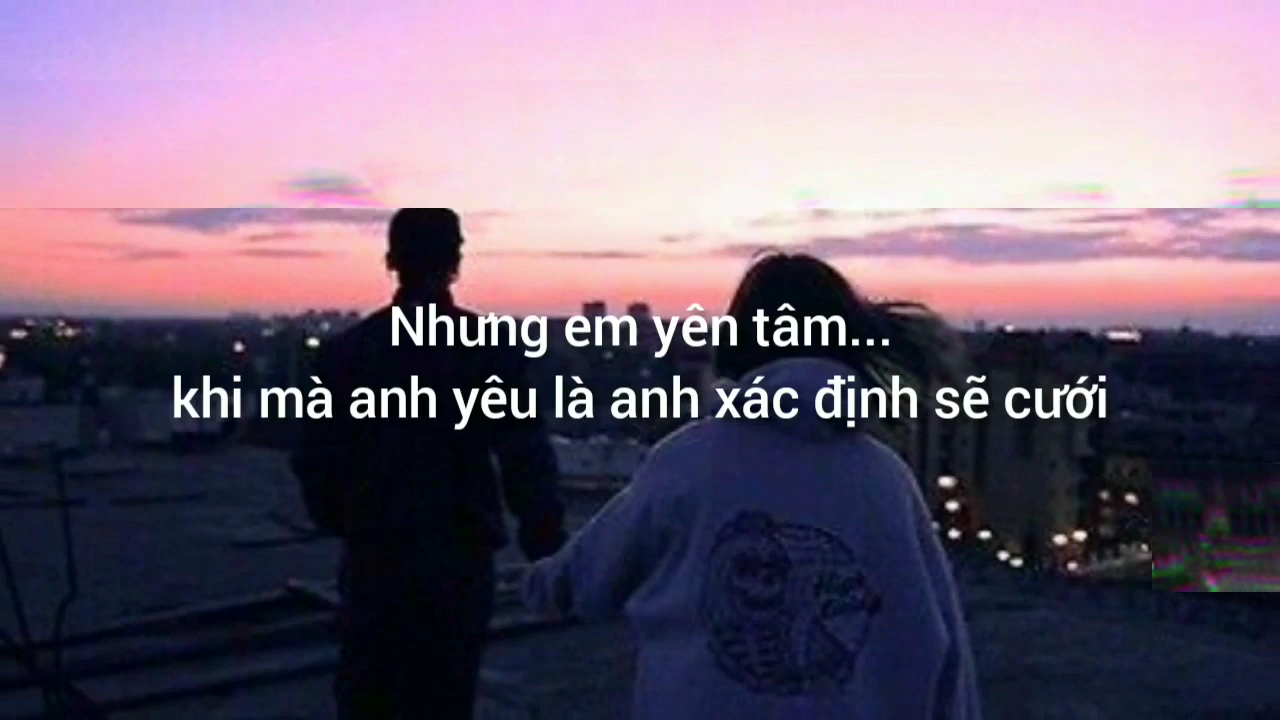 Nhưng em yên tâm...
khi mà anh yêu là anh xác định sẽ cưới